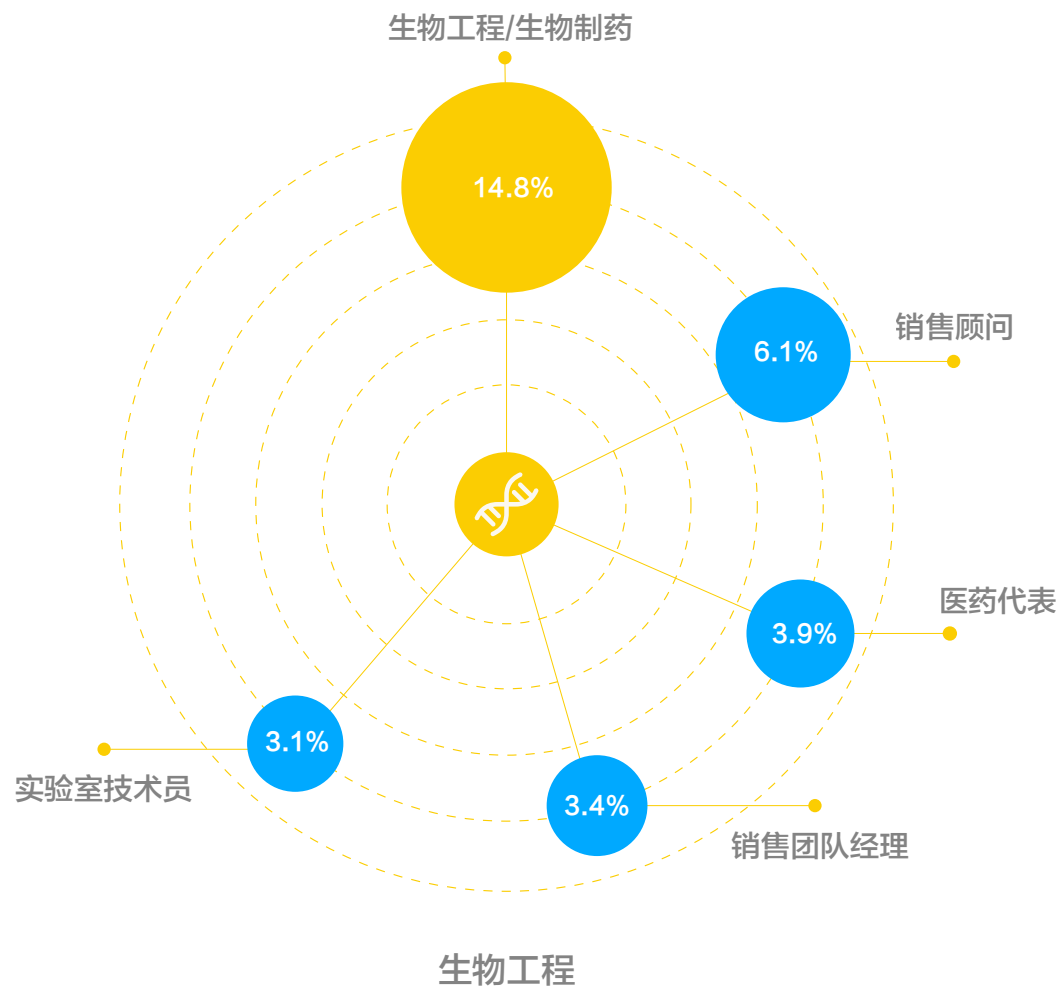 生物工程/生物制药
14.8%
销售顾问
6.1%
医药代表
3.9%
3.1%
实验室技术员
3.4%
销售团队经理
生物工程